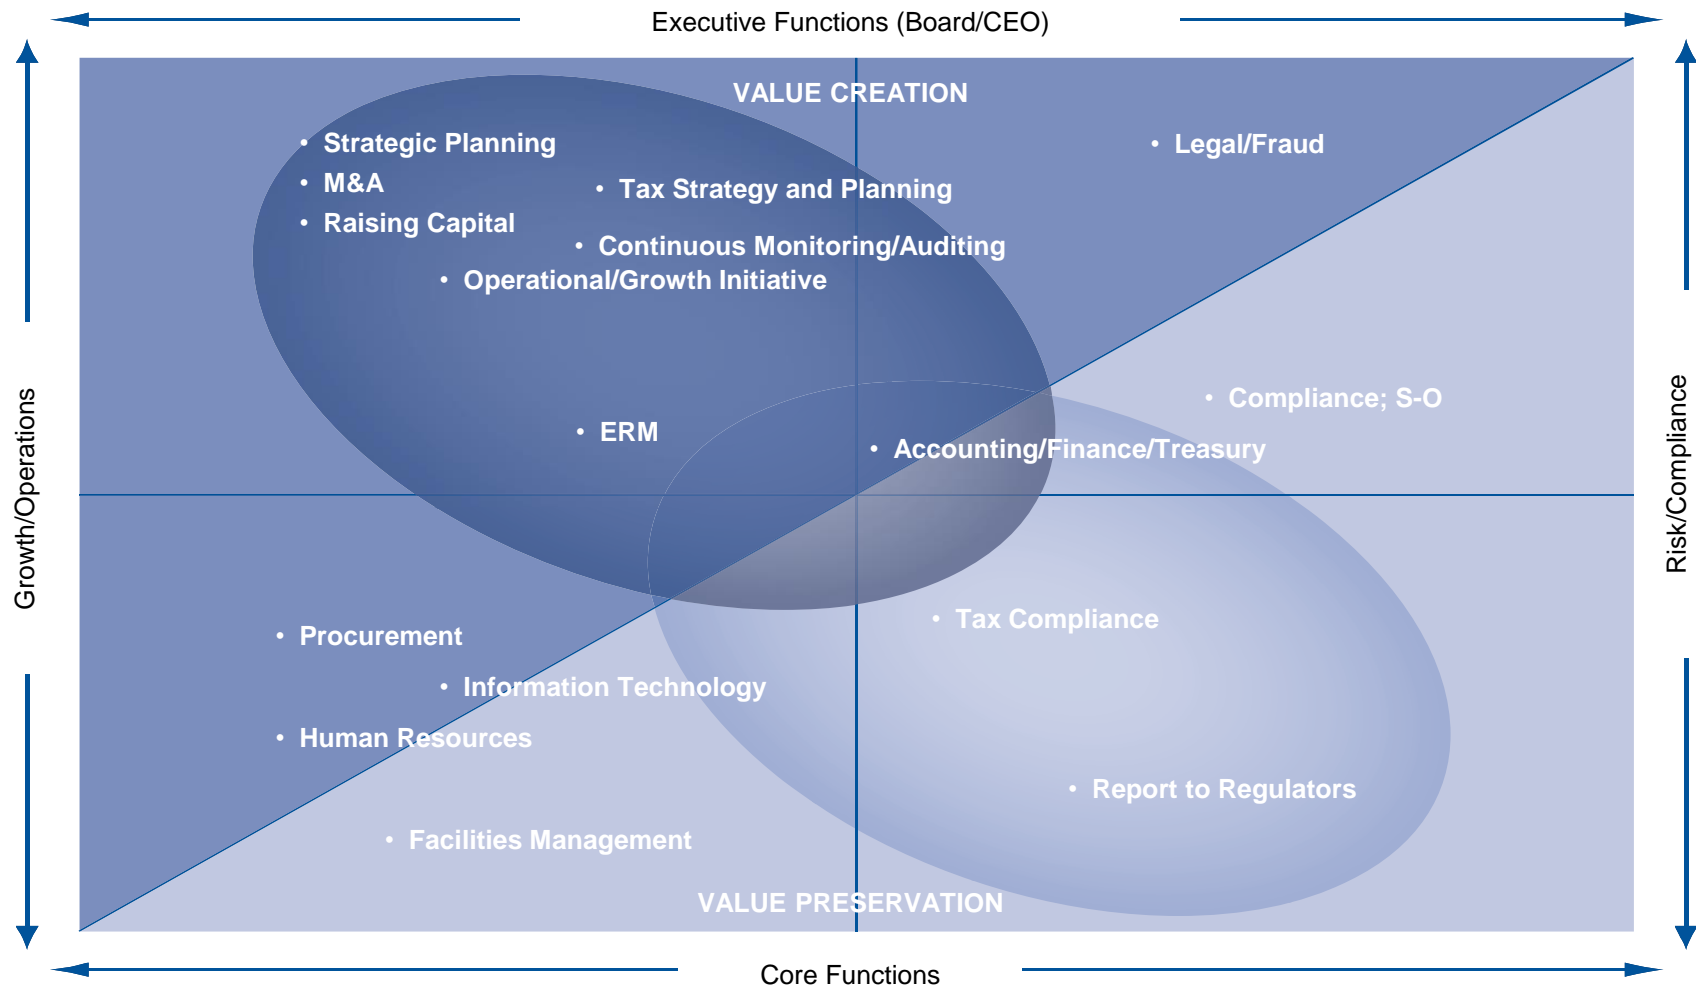 Executive Functions (Board/CEO)
VALUE CREATION
• Strategic Planning
• Legal/Fraud
• M&A
• Tax Strategy and Planning
• Raising Capital
• Continuous Monitoring/Auditing
• Operational/Growth Initiative
Growth/Operations
Risk/Compliance
• Compliance; S-O
• ERM
• Accounting/Finance/Treasury
• Tax Compliance
• Procurement
• Information Technology
• Human Resources
• Report to Regulators
• Facilities Management
VALUE PRESERVATION
Core Functions